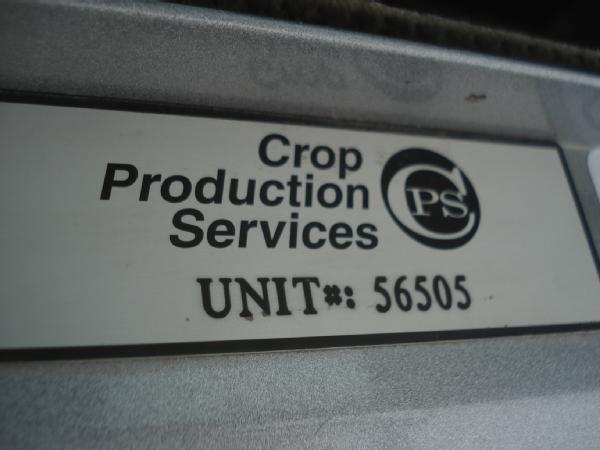 Crop
Production
Services
CPS
UNIT#: 56505